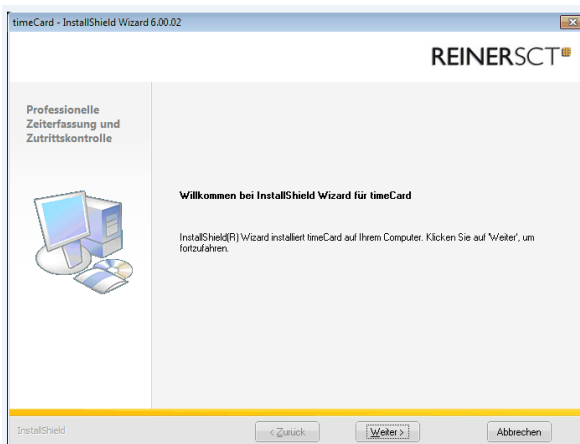 timeCard - InstallShield Wizard 6.00.02
REINERSCT
Professionelle
Zeiterfassung und
Zutrittskontrolle
Willkommen bei InstallShield Wizard für timeCard
InstallShield(R) Wizard installiert timeCard auf Ihrem Computer. Klicken Sie auf 'Weiter', um
fortzufahren.
InstallShield
< Zurück
Weiter >
Abbrechen